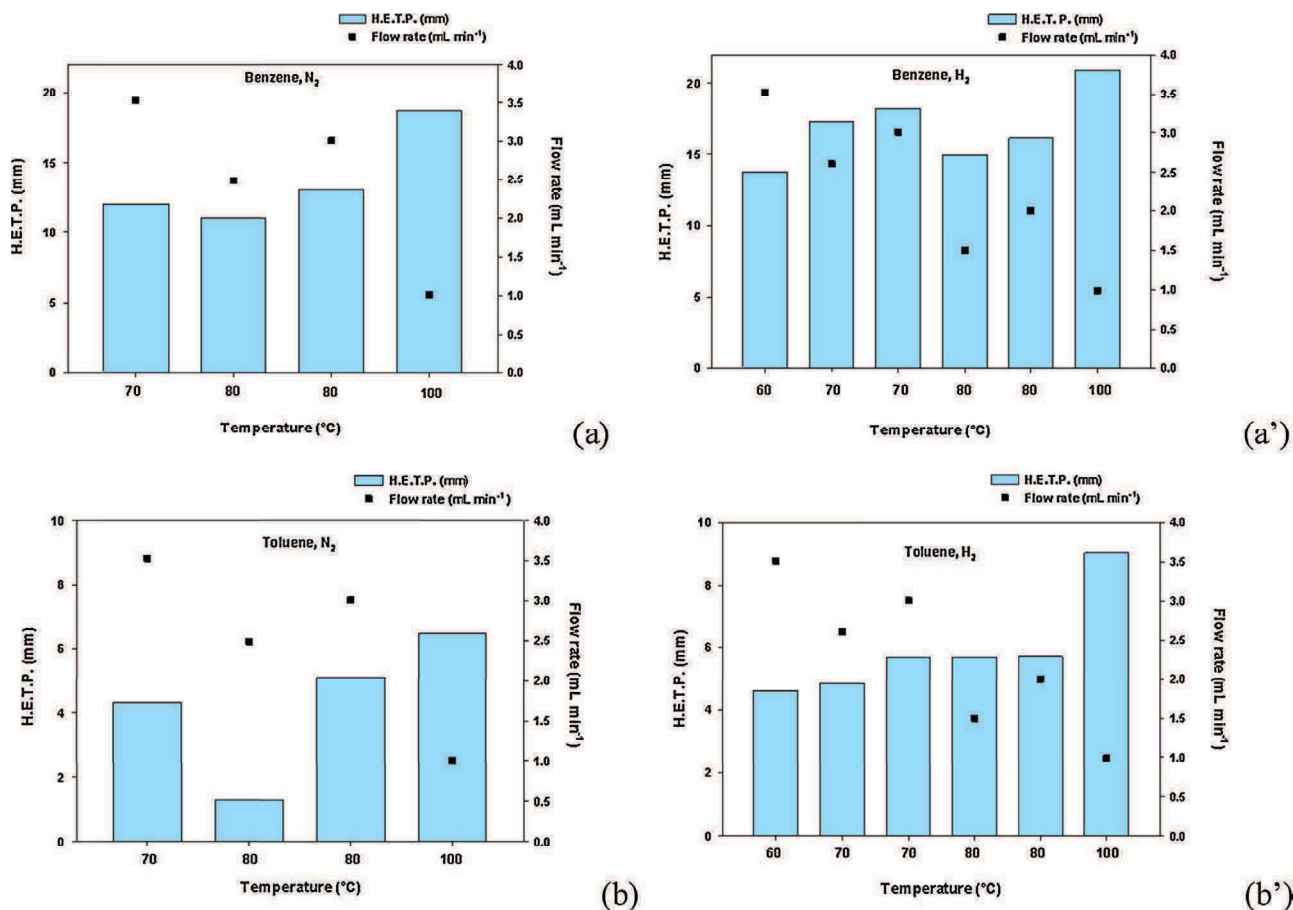 H.E.T.P. (mm)
Flow rate (mL min⁻¹)
Benzene, N₂
20
15
10
5
0
H.E.T.P. (mm)
4.0
3.5
3.0
2.5
2.0
1.5
1.0
0.5
0.0
Flow rate (mL min⁻¹)
70 80 80 100
Temperature (°C)
(a)
H.E.T.P. (mm)
Flow rate (mL min⁻¹)
Benzene, H₂
20
15
10
5
0
H.E.T.P. (mm)
4.0
3.5
3.0
2.5
2.0
1.5
1.0
0.5
0.0
Flow rate (mL min⁻¹)
60 70 70 80 80 100
Temperature (°C)
(a')
H.E.T.P. (mm)
Flow rate (mL min⁻¹)
Toluene, N₂
10
8
6
4
2
0
H.E.T.P. (mm)
4.0
3.5
3.0
2.5
2.0
1.5
1.0
0.5
0.0
Flow rate (mL min⁻¹)
70 80 80 100
Temperature (°C)
(b)
H.E.T.P. (mm)
Flow rate (mL min⁻¹)
Toluene, H₂
10
8
6
4
2
0
H.E.T.P. (mm)
4.0
3.5
3.0
2.5
2.0
1.5
1.0
0.5
0.0
Flow rate (mL min⁻¹)
60 70 70 80 80 100
Temperature (°C)
(b')